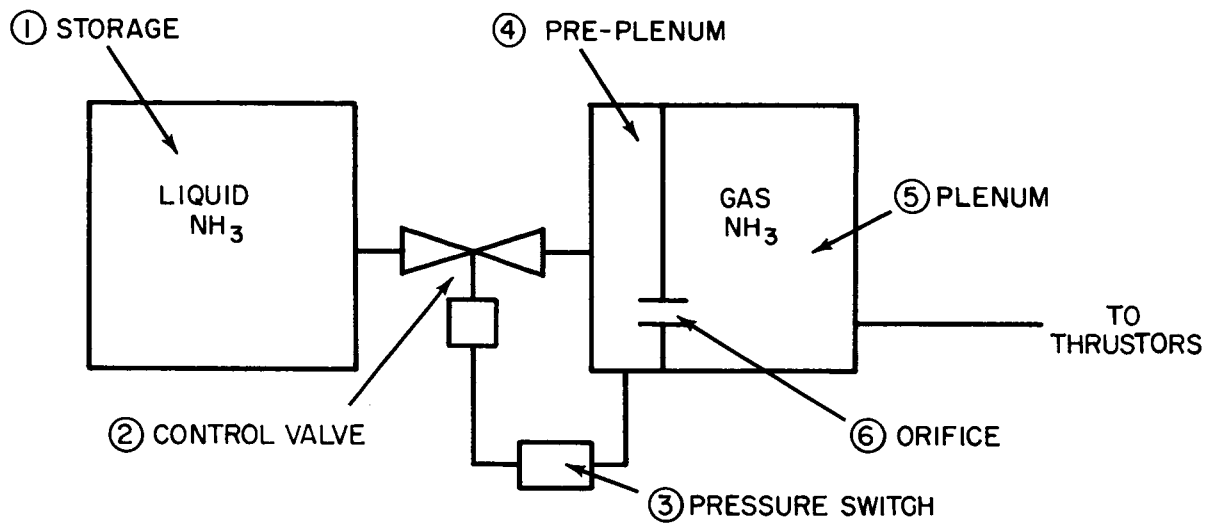 ① STORAGE
④ PRE-PLENUM
LIQUID
NH₃
GAS
NH₃
⑤ PLENUM
TO
THRUSTORS
② CONTROL VALVE
⑥ ORIFICE
③ PRESSURE SWITCH